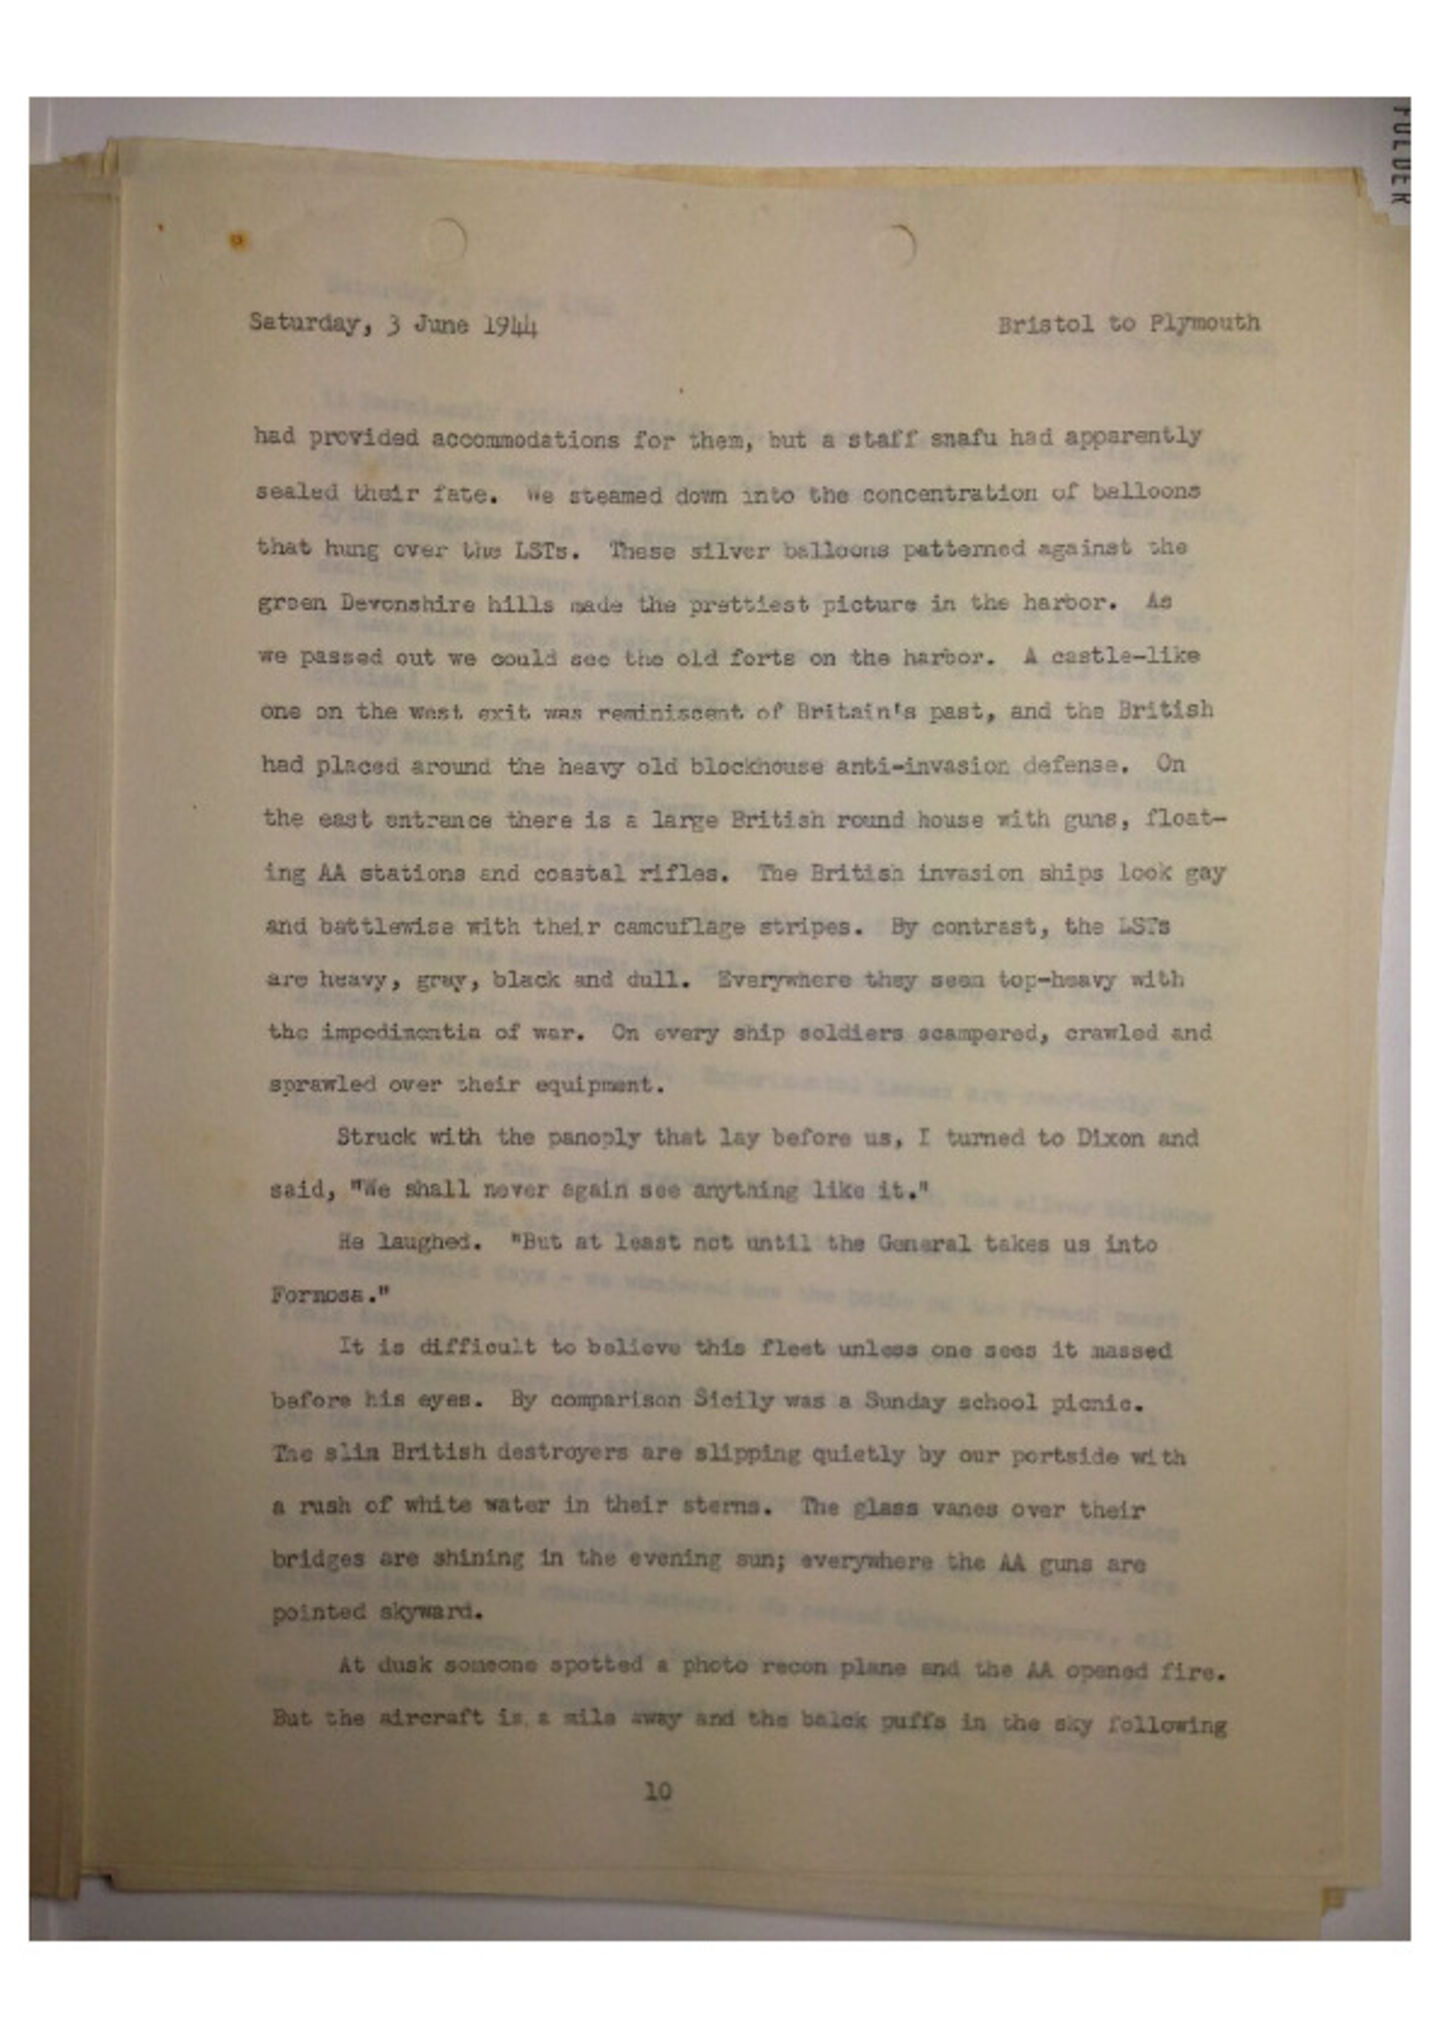 FOLDER
Saturday, 3 June 1944 Bristol to Plymouth
had provided accommodations for them, but a staff snafu had apparently
sealed their fate. We steamed down into the concentration of balloons
that hung over the LSTs. These silver balloons patterned against the
green Devonshire hills made the prettiest picture in the harbor. As
we passed out we could see the old forts on the harbor. A castle-like
one on the west exit was reminiscent of Britain's past, and the British
had placed around the heavy old blockhouse anti-invasion defense. On
the east entrance there is a large British round house with guns, float-
ing AA stations and coastal rifles. The British invasion ships look gay
and battlewise with their camouflage stripes. By contrast, the LSTs
are heavy, gray, black and dull. Everywhere they seem top-heavy with
the impedimentia of war. On every ship soldiers scampered, crawled and
sprawled over their equipment.
Struck with the panoply that lay before us, I turned to Dixon and
said, "We shall never again see anything like it."
He laughed. "But at least not until the General takes us into
Formosa."
It is difficult to believe this fleet unless one sees it massed
before his eyes. By comparison Sicily was a Sunday school picnic.
The slim British destroyers are slipping quietly by our portside with
a rush of white water in their sterns. The glass vanes over their
bridges are shining in the evening sun; everywhere the AA guns are
pointed skyward.
At dusk someone spotted a photo recon plane and the AA opened fire.
But the aircraft is a mile away and the balck puffs in the sky following
10